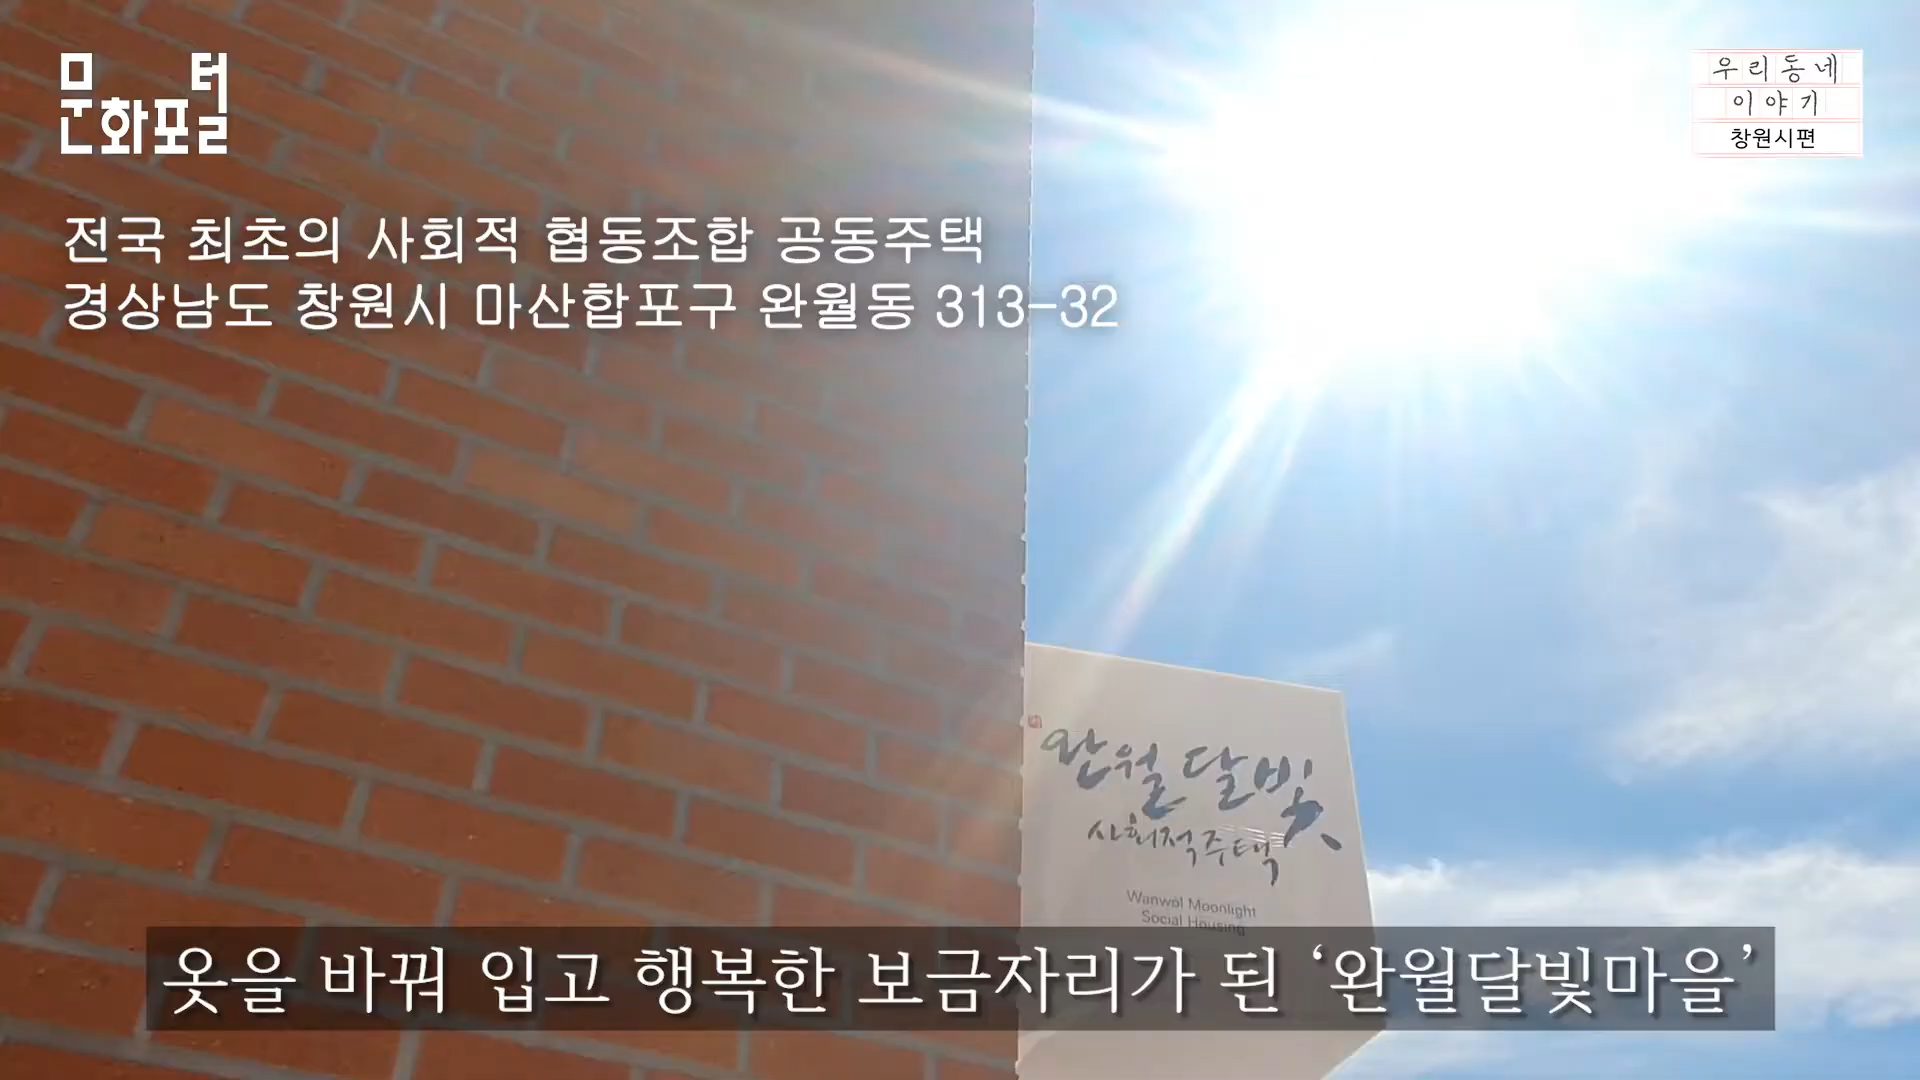 문화포털
우리동네
이야기
창원시편
전국 최초의 사회적 협동조합 공동주택
경상남도 창원시 마산합포구 완월동 313-32
완월달빛
사회적주택
Wanwol Moonlight
Social Housing
옷을 바꿔 입고 행복한 보금자리가 된 ‘완월달빛마을’